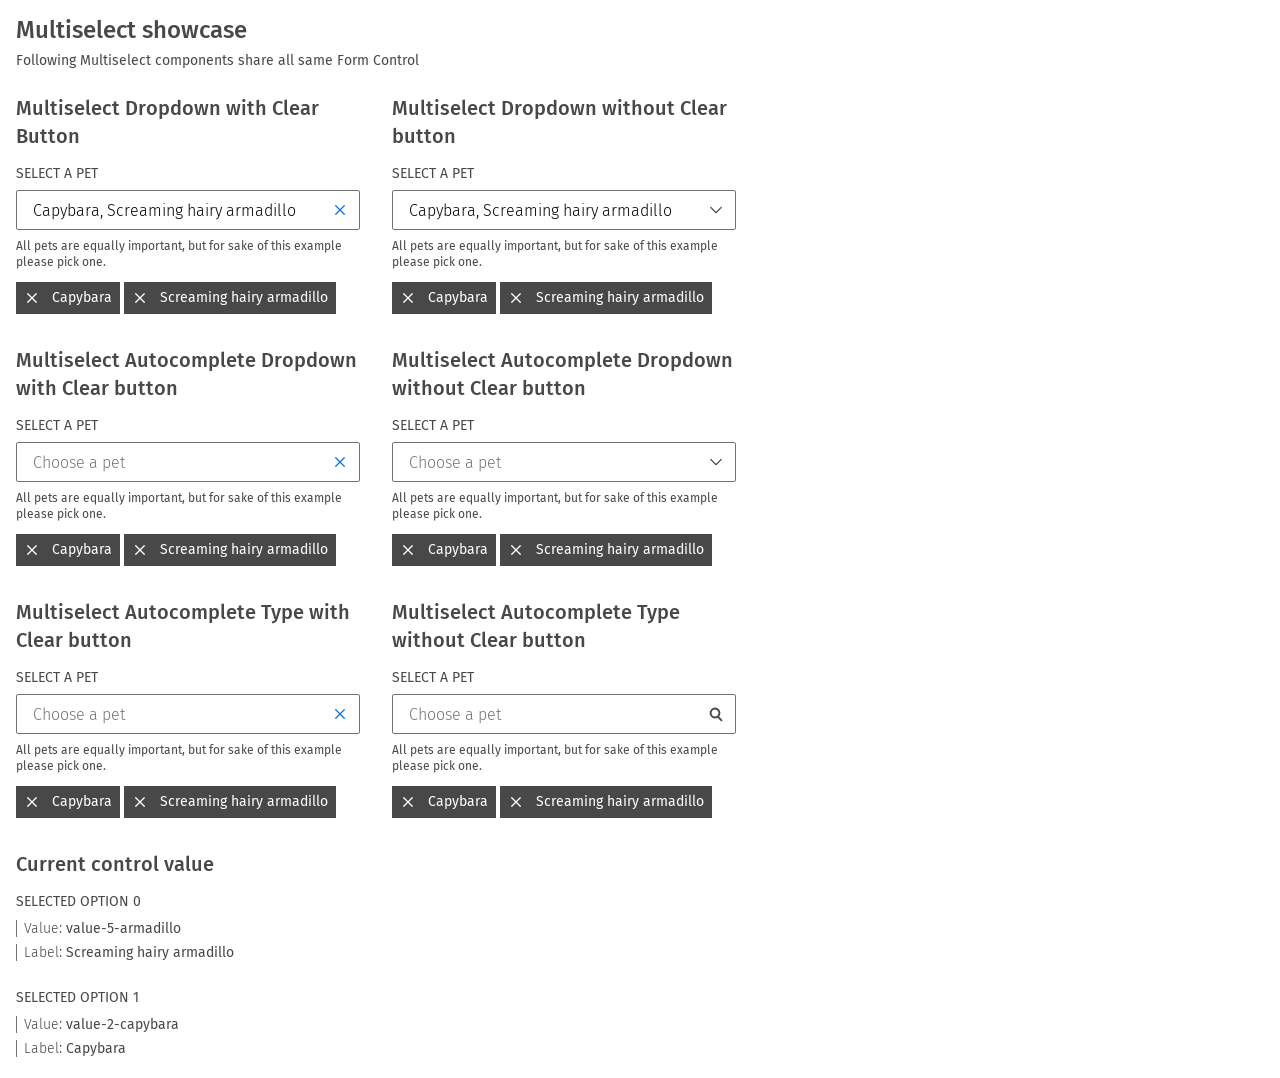 Multiselect showcase
Following Multiselect components share all same Form Control
Multiselect Dropdown with Clear
Button
SELECT A PET
Capybara, Screaming hairy armadillo
All pets are equally important, but for sake of this example
please pick one.
Capybara
Screaming hairy armadillo
Multiselect Dropdown without Clear
button
SELECT A PET
Capybara, Screaming hairy armadillo
All pets are equally important, but for sake of this example
please pick one.
Capybara
Screaming hairy armadillo
Multiselect Autocomplete Dropdown
with Clear button
SELECT A PET
Choose a pet
All pets are equally important, but for sake of this example
please pick one.
Capybara
Screaming hairy armadillo
Multiselect Autocomplete Dropdown
without Clear button
SELECT A PET
Choose a pet
All pets are equally important, but for sake of this example
please pick one.
Capybara
Screaming hairy armadillo
Multiselect Autocomplete Type with
Clear button
SELECT A PET
Choose a pet
All pets are equally important, but for sake of this example
please pick one.
Capybara
Screaming hairy armadillo
Multiselect Autocomplete Type
without Clear button
SELECT A PET
Choose a pet
All pets are equally important, but for sake of this example
please pick one.
Capybara
Screaming hairy armadillo
Current control value
SELECTED OPTION 0
Value: value-5-armadillo
Label: Screaming hairy armadillo
SELECTED OPTION 1
Value: value-2-capybara
Label: Capybara